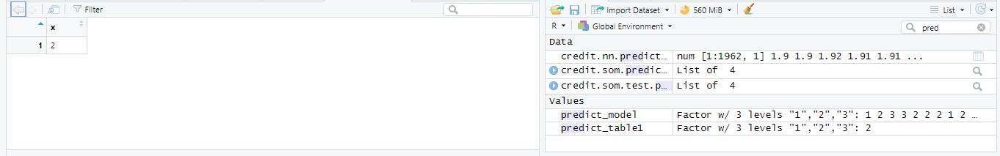 Filter
x
1 2
Import Dataset 560 MiB List
R Global Environment pred
Data
credit.nn.predict… num [1:1962, 1] 1.9 1.9 1.92 1.91 1.91 ...
credit.som.predic… List of  4
credit.som.test.p… List of  4
Values
predict_model Factor w/ 3 levels "1","2","3": 1 2 3 3 2 2 2 1 2 …
predict_table1 Factor w/ 3 levels "1","2","3": 2